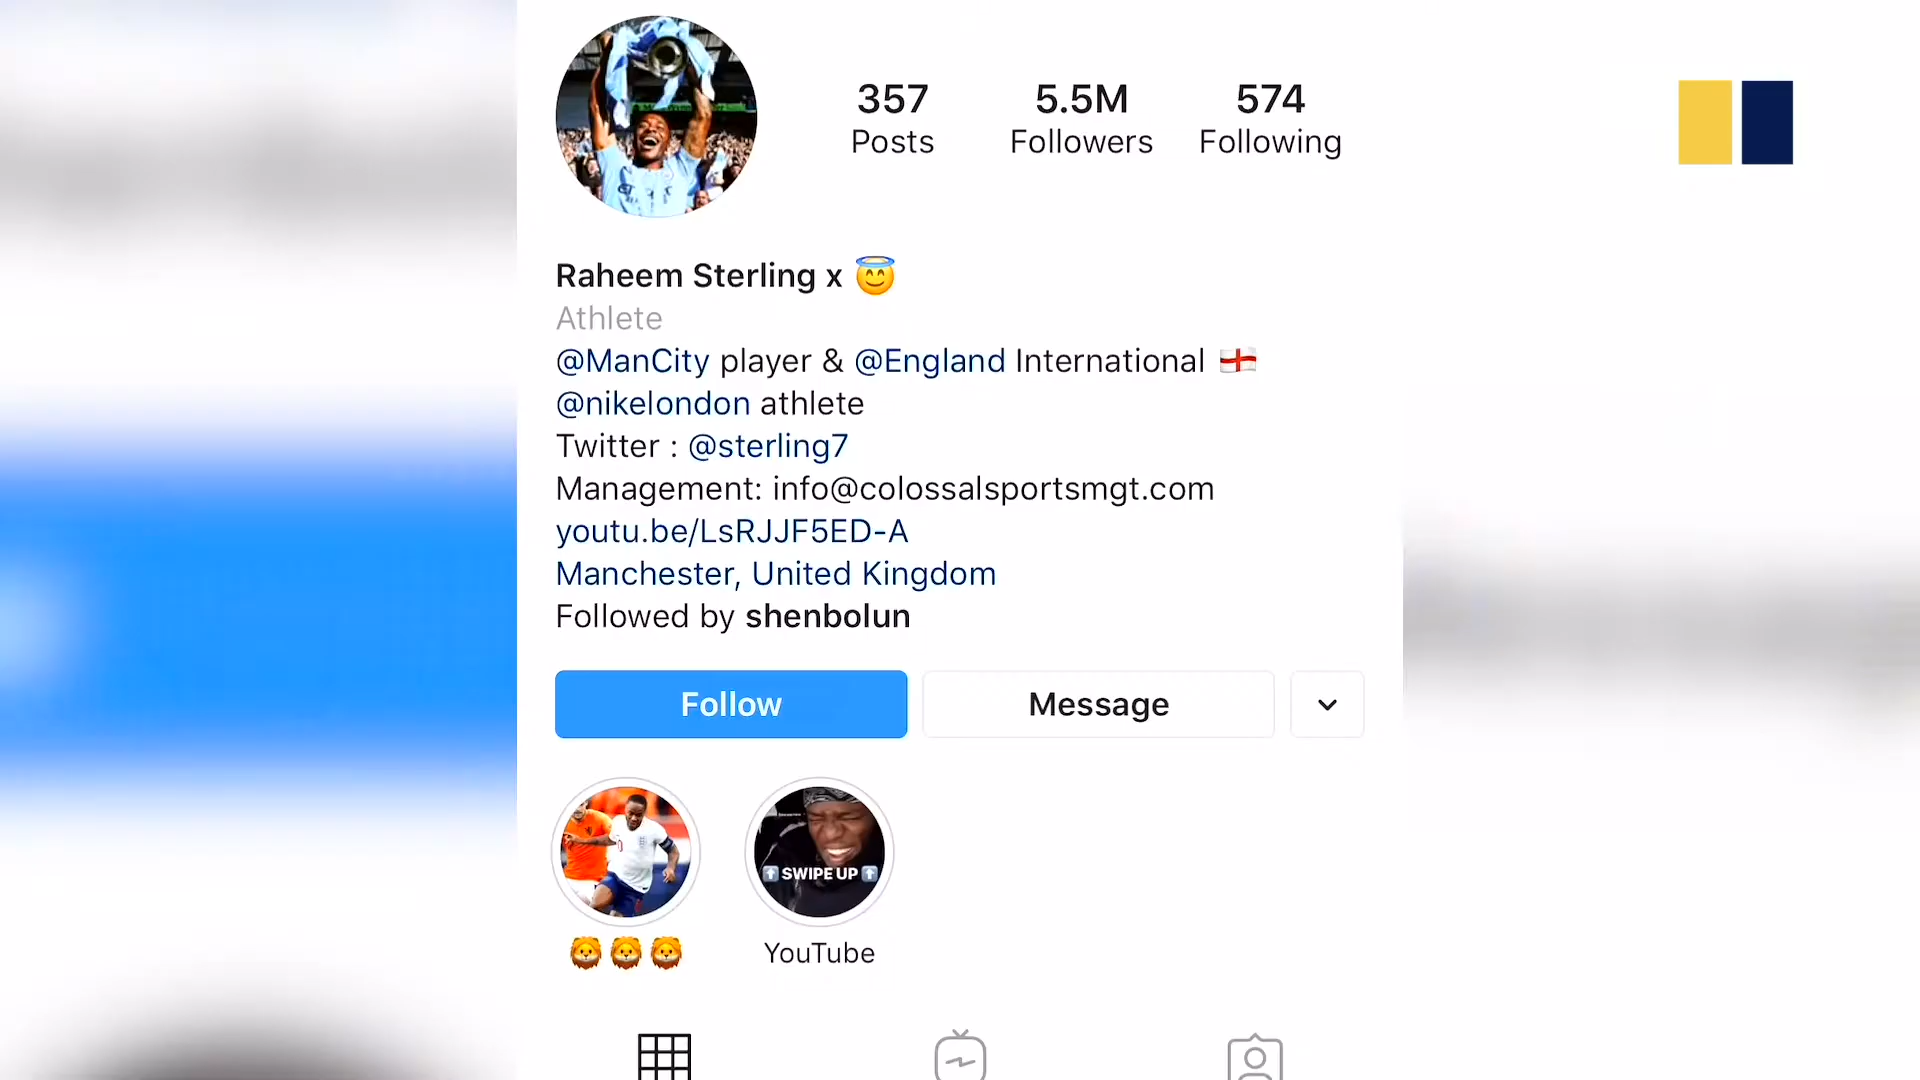 357 5.5M 574
Posts Followers Following
Raheem Sterling x 😇
Athlete
@ManCity player & @England International 🏴󠁧󠁢󠁥󠁮󠁧󠁿
@nikelondon athlete
Twitter : @sterling7
Management: info@colossalsportsmgt.com
youtu.be/LsRJJF5ED-A
Manchester, United Kingdom
Followed by shenbolun
Follow Message
⬆️ SWIPE UP ⬆️
🦁🦁🦁 YouTube